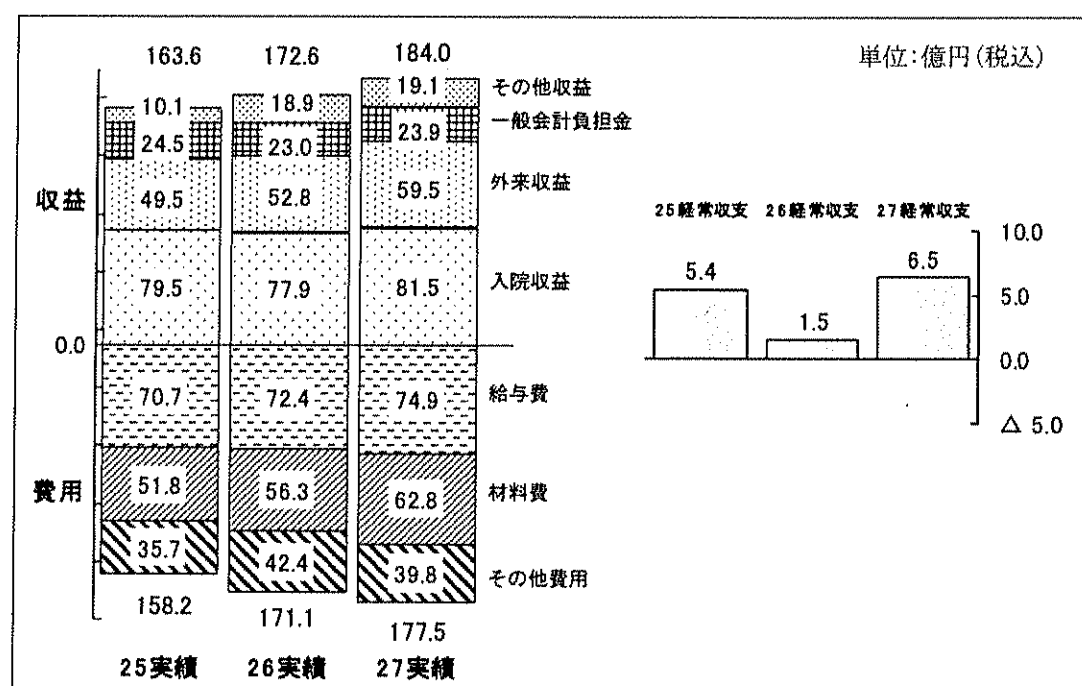 163.6 172.6 184.0
単位:億円(税込)
10.1 18.9 19.1 その他収益
24.5 23.0 23.9 一般会計負担金
収益 49.5 52.8 59.5 外来収益
79.5 77.9 81.5 入院収益
0.0
70.7 72.4 74.9 給与費
費用 51.8 56.3 62.8 材料費
35.7 42.4 39.8 その他費用
158.2 171.1 177.5
25実績 26実績 27実績
25経常収支 26経常収支 27経常収支
10.0
5.4 1.5 6.5
5.0
0.0
△ 5.0